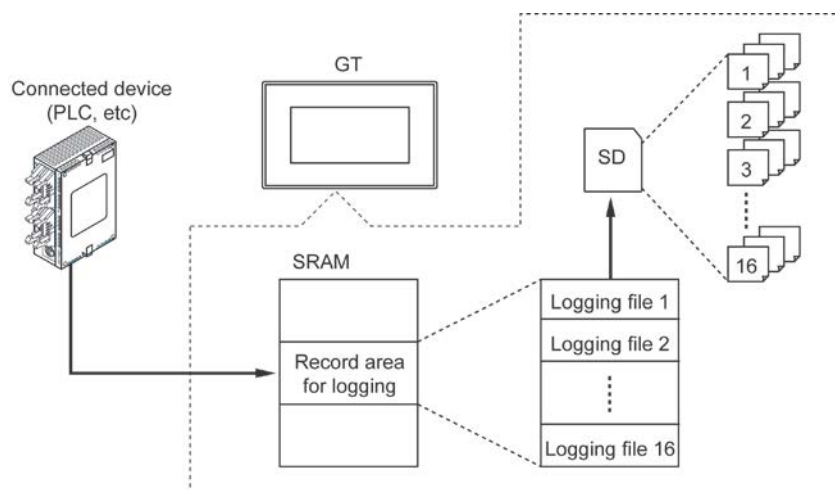 GT
Connected device
(PLC, etc)
1
2
SD
3
16
SRAM
Logging file 1
Logging file 2
Record area
for logging
Logging file 16